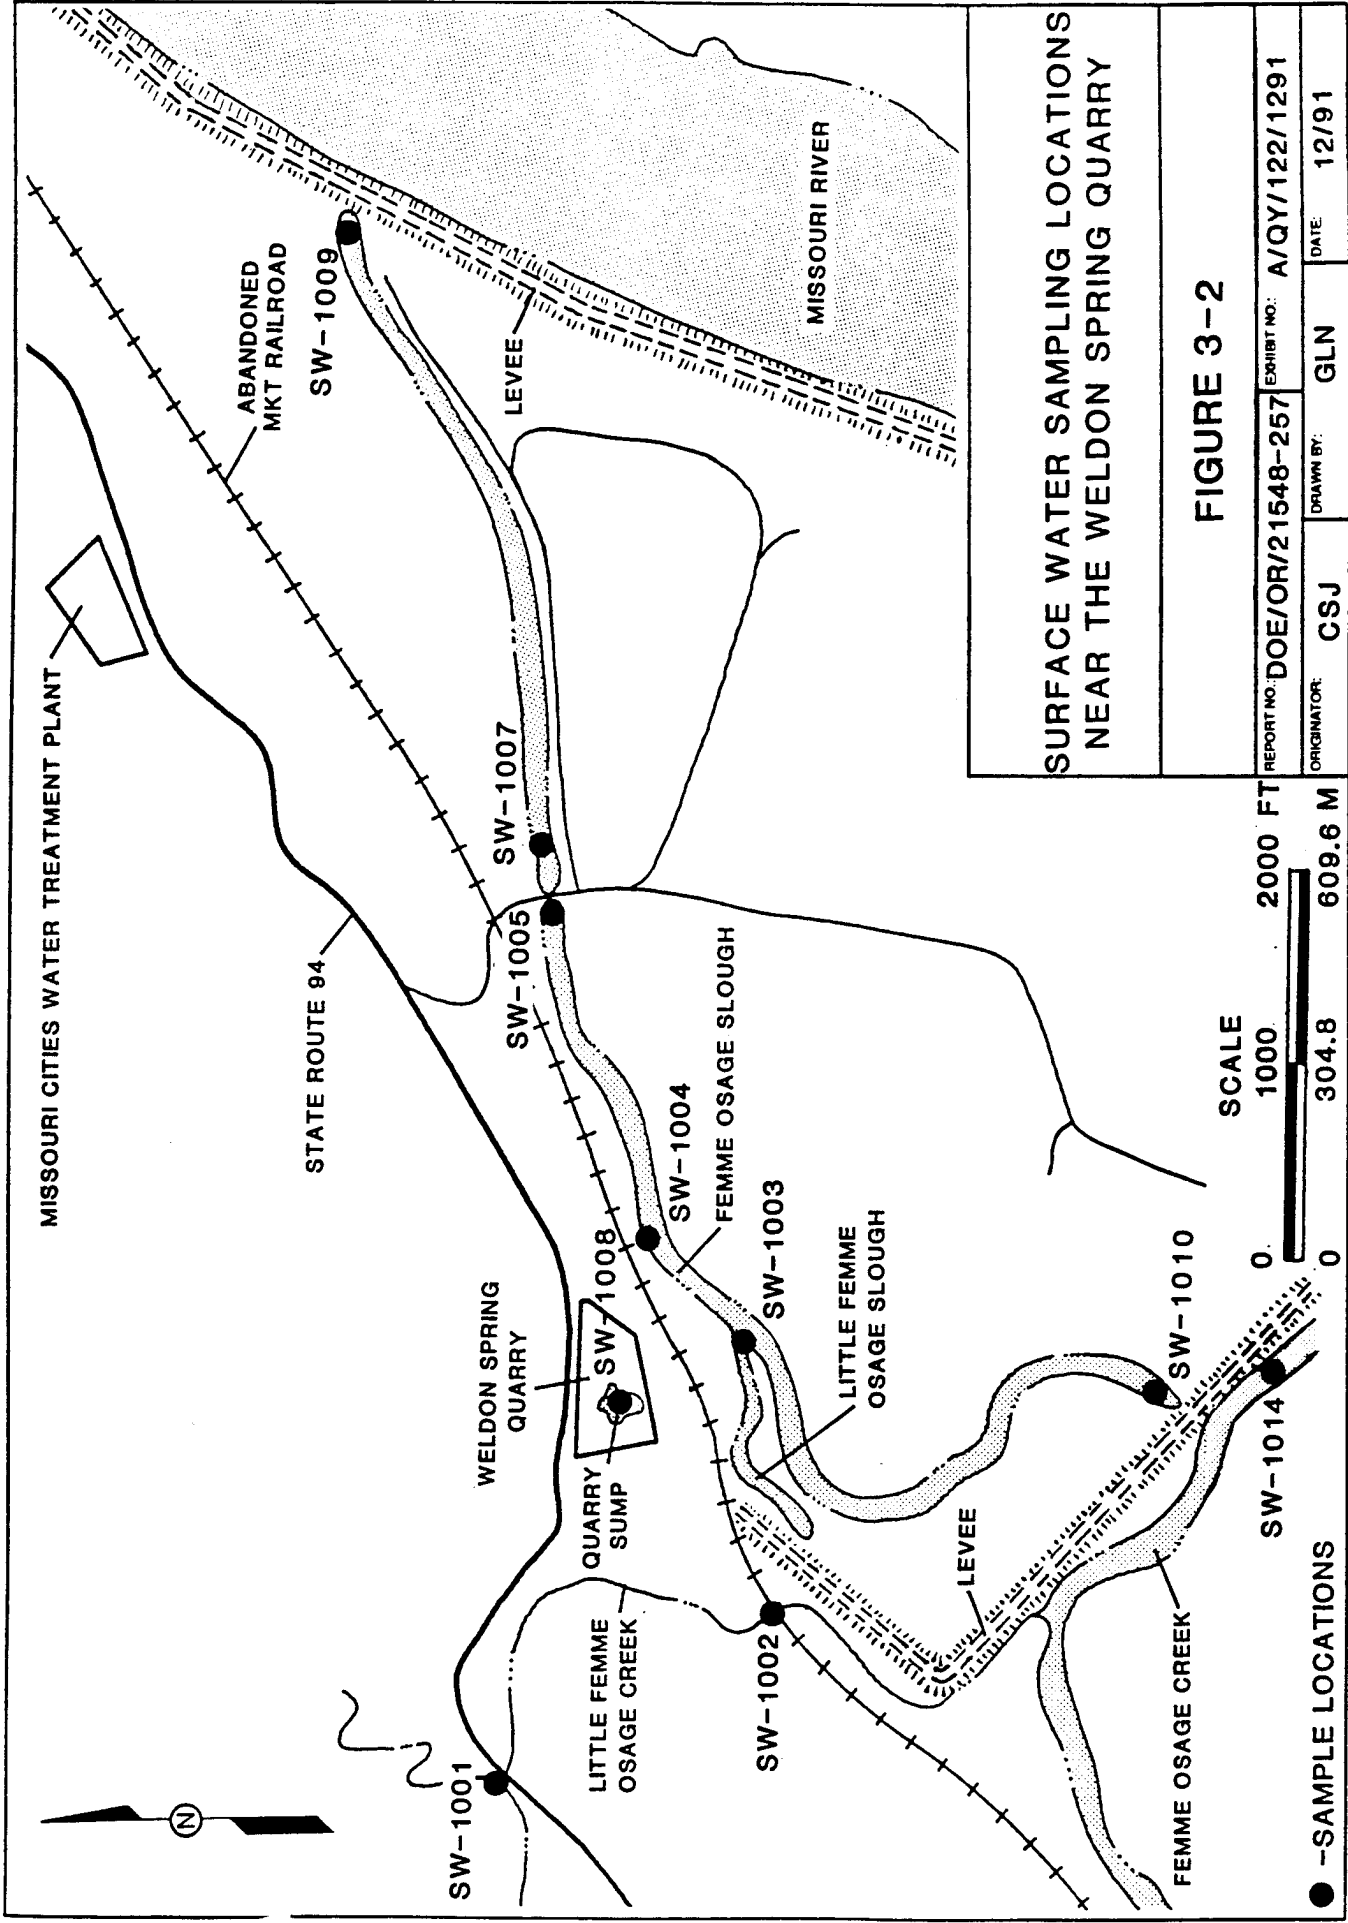 MISSOURI CITIES WATER TREATMENT PLANT
STATE ROUTE 94
ABANDONED
MKT RAILROAD
SW-1009
LEVEE
MISSOURI RIVER
SW-1007
SW-1005
SW-1004
FEMME OSAGE SLOUGH
SW-1003
LITTLE FEMME
OSAGE SLOUGH
SW-1008
WELDON SPRING
QUARRY
QUARRY
SUMP
N
SW-1001
LITTLE FEMME
OSAGE CREEK
SW-1002
LEVEE
SW-1010
SW-1014
FEMME OSAGE CREEK
-SAMPLE LOCATIONS
SCALE
0 1000 2000 FT
0 304.8 609.6 M
SURFACE WATER SAMPLING LOCATIONS
NEAR THE WELDON SPRING QUARRY
FIGURE 3-2
REPORT NO.: DOE/OR/21548-257 EXHIBIT NO.: A/QY/122/1291
ORIGINATOR: CSJ DRAWN BY: GLN DATE: 12/91